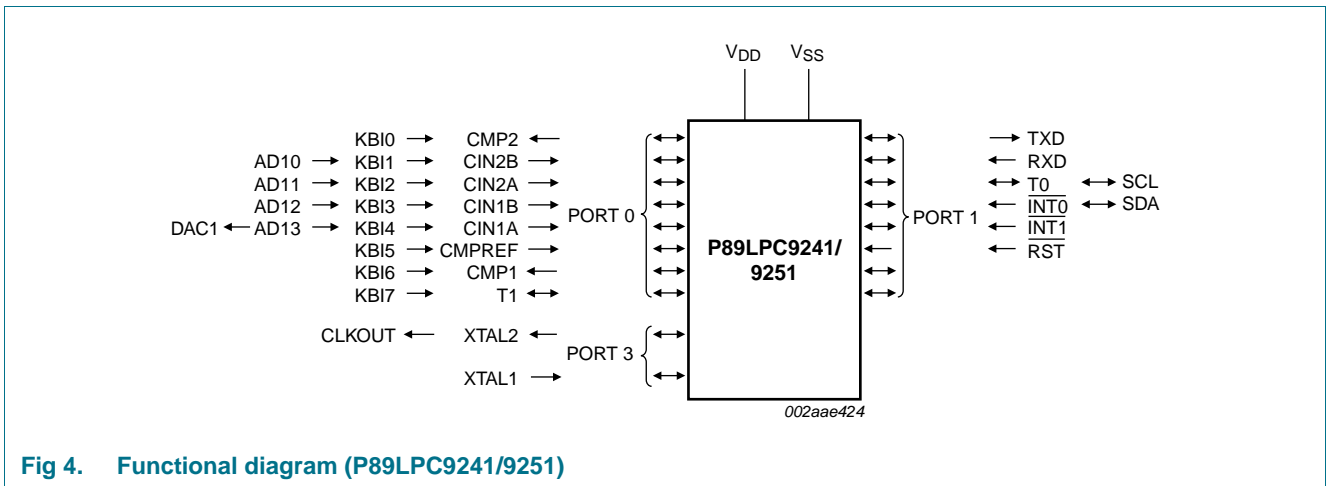 VDD VSS
KBI0 CMP2 TXD
AD10 KBI1 CIN2B RXD
AD11 KBI2 CIN2A T0 SCL
AD12 KBI3 CIN1B INT0 SDA
PORT 0 PORT 1
DAC1 AD13 KBI4 CIN1A INT1
KBI5 CMPREF RST
P89LPC9241/
9251
KBI6 CMP1
KBI7 T1
CLKOUT XTAL2
PORT 3
XTAL1
002aae424
Fig 4. Functional diagram (P89LPC9241/9251)